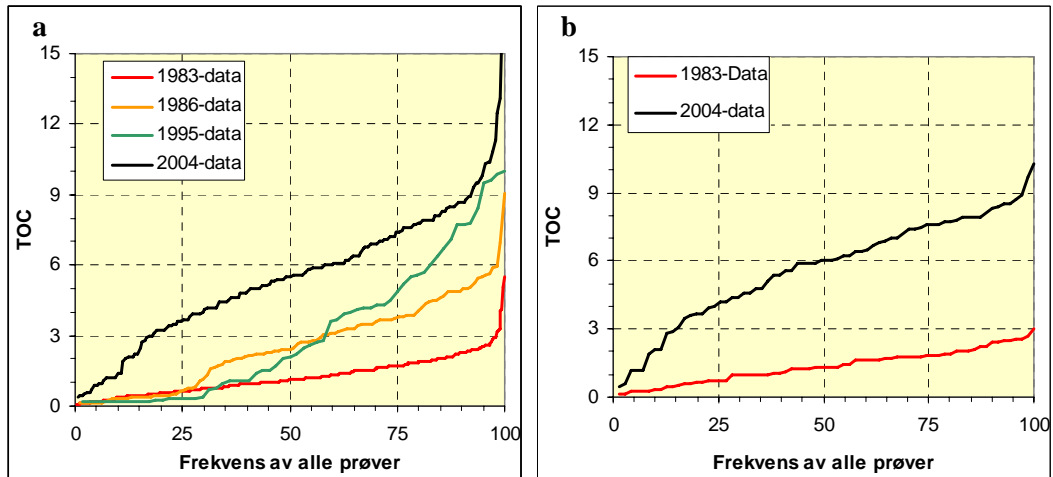 a
15
12
9
6
3
0
TOC
1983-data
1986-data
1995-data
2004-data
0 25 50 75 100
Frekvens av alle prøver
b
15
12
9
6
3
0
TOC
1983-Data
2004-data
0 25 50 75 100
Frekvens av alle prøver